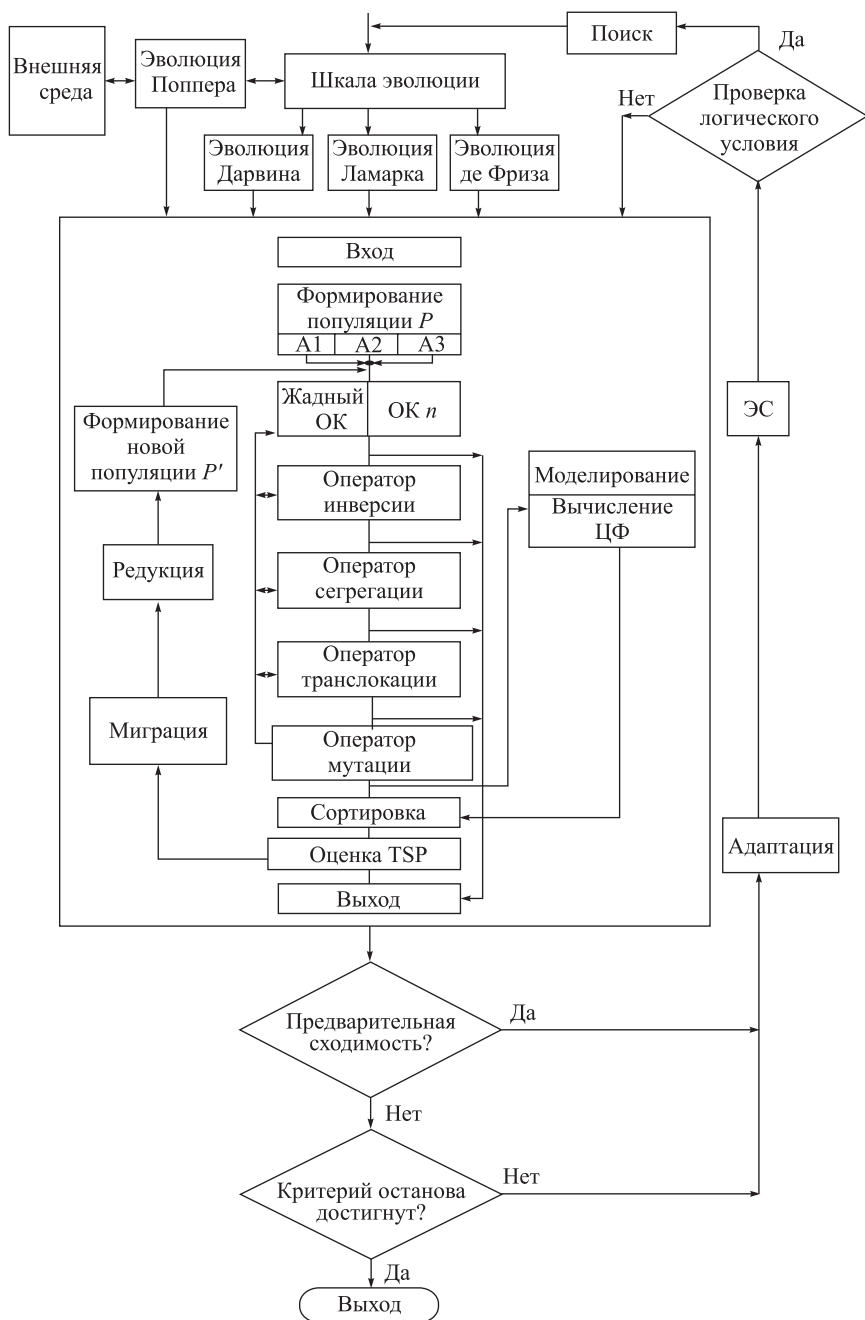 Поиск
Да
Внешняя
среда
Эволюция
Поппера
Шкала эволюции
Нет
Проверка
логического
условия
Эволюция
Дарвина
Эволюция
Ламарка
Эволюция
де Фриза
Вход
Формирование
популяции P
А1
А2
А3
Жадный
ОК
ОК n
Формирование
новой
популяции P′
ЭС
Оператор
инверсии
Моделирование
Вычисление
ЦФ
Редукция
Оператор
сегрегации
Оператор
транслокации
Миграция
Оператор
мутации
Сортировка
Оценка TSP
Адаптация
Выход
Предварительная
сходимость?
Да
Нет
Критерий останова
достигнут?
Нет
Да
Выход